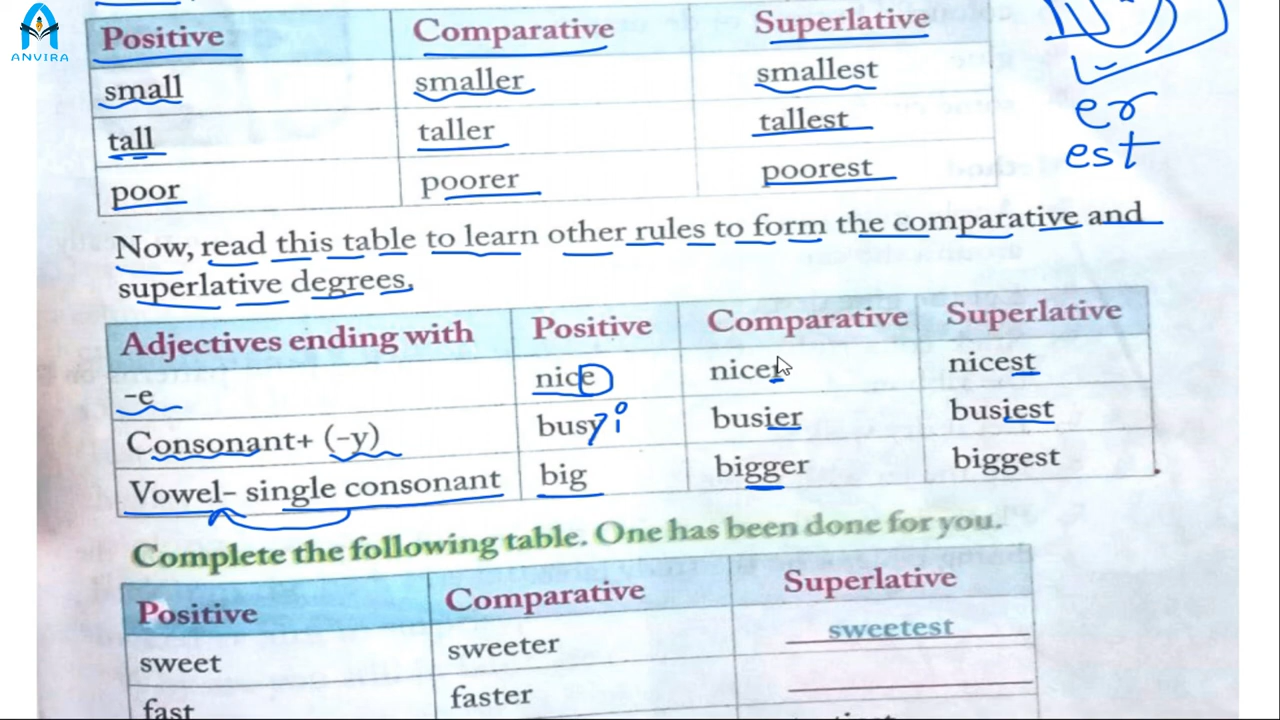 ANVIRA
Positive Comparative Superlative
small smaller smallest
tall taller tallest
poor poorer poorest
er
est
Now, read this table to learn other rules to form the comparative and
superlative degrees.
Adjectives ending with Positive Comparative Superlative
-e nice nicer nicest
Consonant+ (-y) busy i busier busiest
Vowel- single consonant big bigger biggest
Complete the following table. One has been done for you.
Positive Comparative Superlative
sweet sweeter sweetest
fast faster